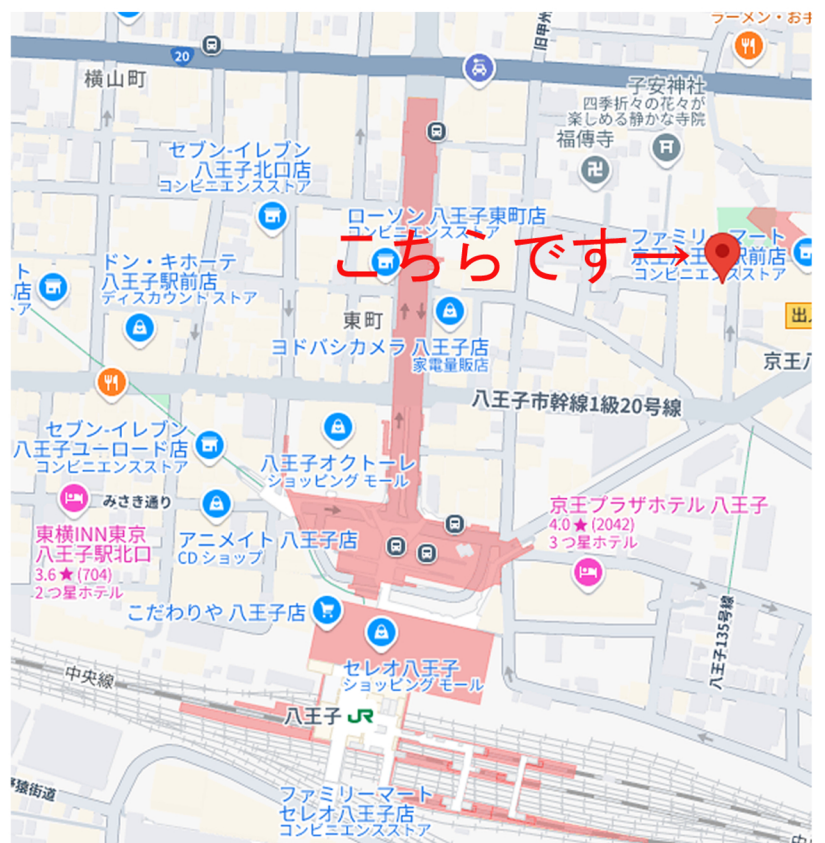 ラーメン・お
20
旧甲州
横山町
子安神社
四季折々の花々が
楽しめる静かな寺院
福傳寺
セブン-イレブン
八王子北口店
コンビニエンスストア
ローソン 八王子東町店
コンビニエンスストア
こちらです→
ファミリーマート
京王八王子駅前店
コンビニエンスストア
ドン・キホーテ
八王子駅前店
ディスカウントストア
ト
店
ア
東町
出
ヨドバシカメラ 八王子店
家電量販店
京王八
八王子市幹線1級20号線
セブン-イレブン
八王子ユーロード店
コンビニエンスストア
八王子オクトーレ
ショッピング モール
みさき通り
京王プラザホテル 八王子
4.0★(2042)
3 つ星ホテル
東横INN東京
八王子駅北口
3.6★(704)
2 つ星ホテル
アニメイト 八王子店
CD ショップ
こだわりや 八王子店
八王子135号線
セレオ八王子
ショッピング モール
中央線
八王子 JR
野猿街道
ファミリーマート
セレオ八王子店
コンビニエンスストア